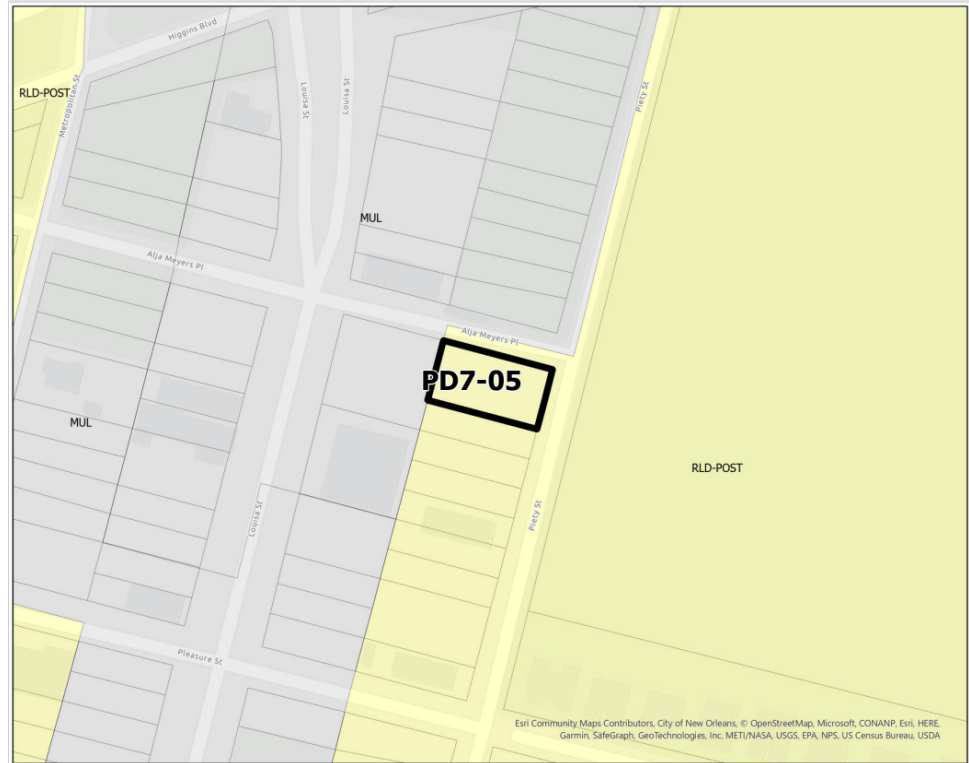 Higgins Blvd
RLD-POST
Metropolitan St
Louisa St
Louisa St
Piety St
MUL
Alja Meyers Pl
Alja Meyers Pl
PD7-05
MUL
RLD-POST
Louisa St
Piety St
Pleasure St
Esri Community Maps Contributors, City of New Orleans, © OpenStreetMap, Microsoft, CONANP, Esri, HERE,
Garmin, SafeGraph, GeoTechnologies, Inc, METI/NASA, USGS, EPA, NPS, US Census Bureau, USDA